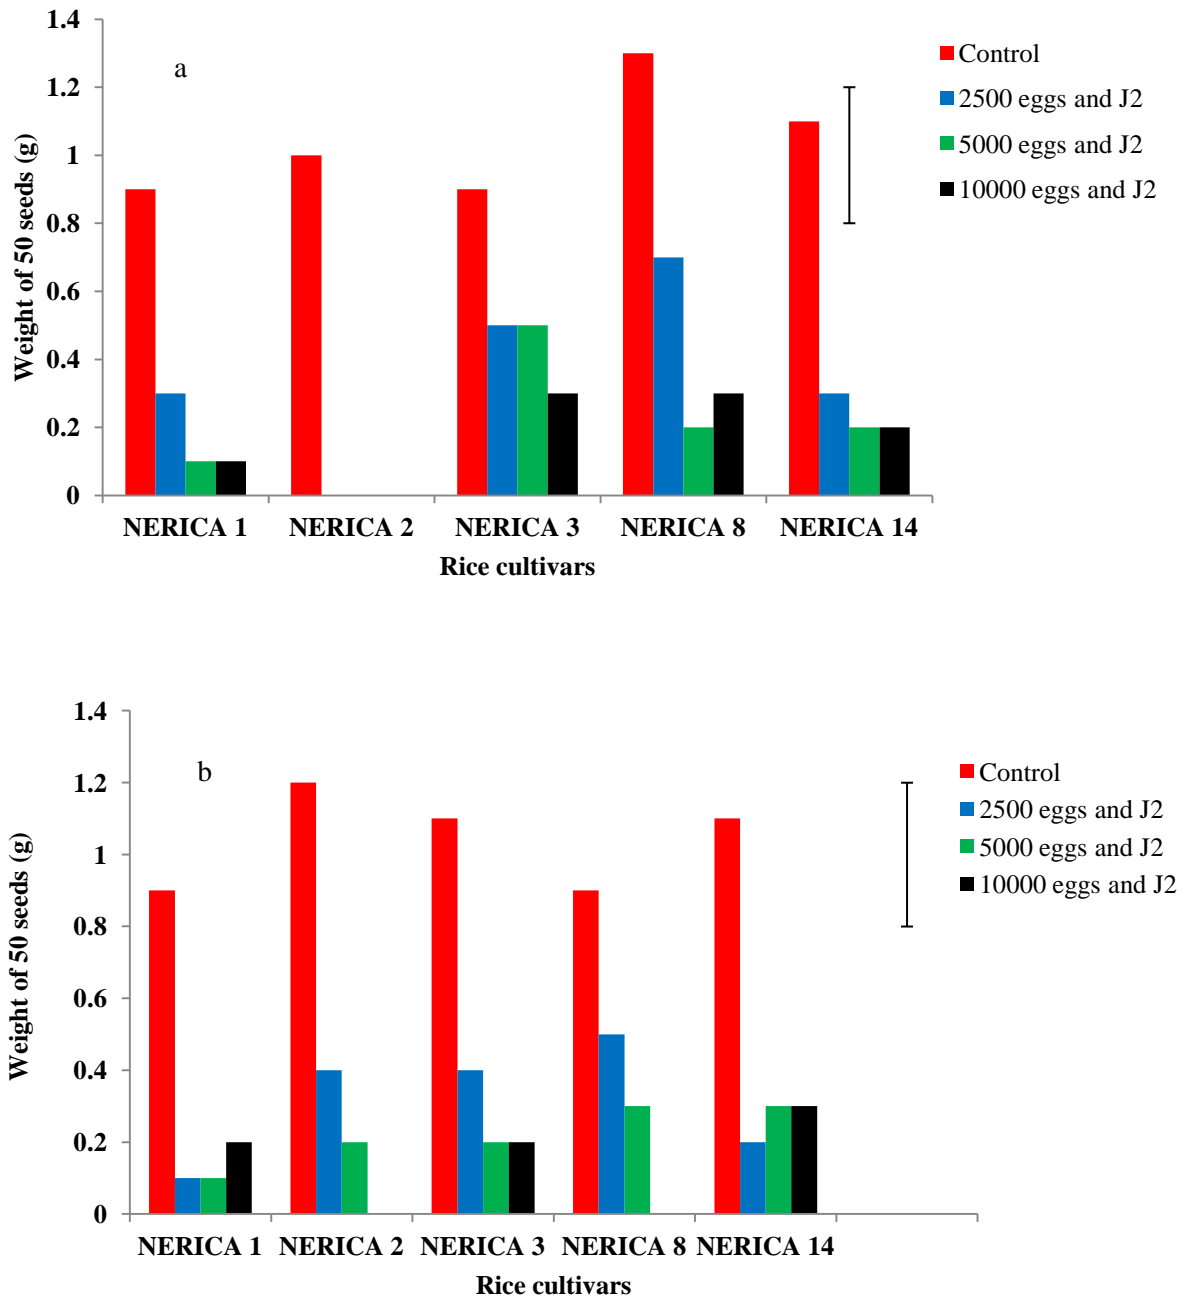 1.4
1.2
1
0.8
0.6
0.4
0.2
0
Weight of 50 seeds (g)
a
Control
2500 eggs and J2
5000 eggs and J2
10000 eggs and J2
NERICA 1 NERICA 2 NERICA 3 NERICA 8 NERICA 14
Rice cultivars
1.4
1.2
1
0.8
0.6
0.4
0.2
0
Weight of 50 seeds (g)
b
Control
2500 eggs and J2
5000 eggs and J2
10000 eggs and J2
NERICA 1 NERICA 2 NERICA 3 NERICA 8 NERICA 14
Rice cultivars